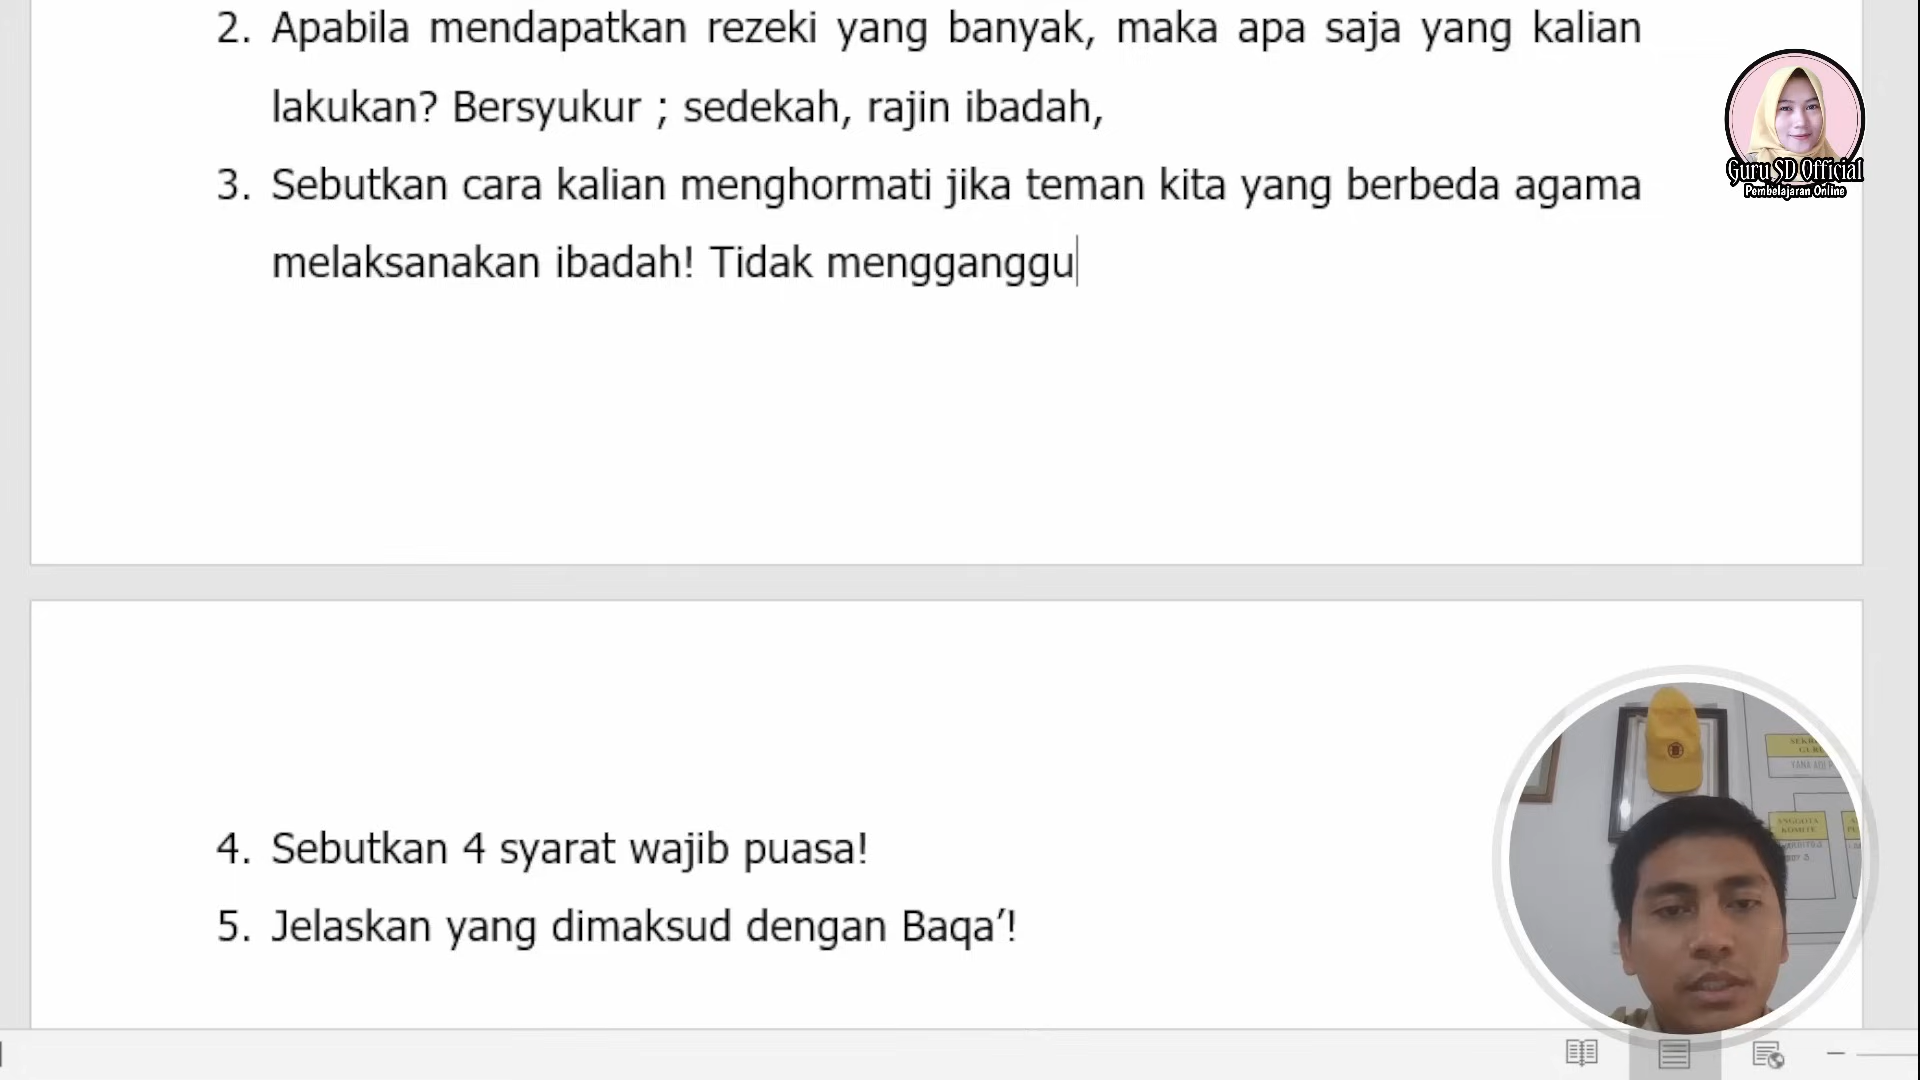 2. Apabila mendapatkan rezeki yang banyak, maka apa saja yang kalian
lakukan? Bersyukur ; sedekah, rajin ibadah,
3. Sebutkan cara kalian menghormati jika teman kita yang berbeda agama
melaksanakan ibadah! Tidak mengganggu
Guru SD Official
Pembelajaran Online
4. Sebutkan 4 syarat wajib puasa!
5. Jelaskan yang dimaksud dengan Baqa’!
ANGGOTA
KOMITE